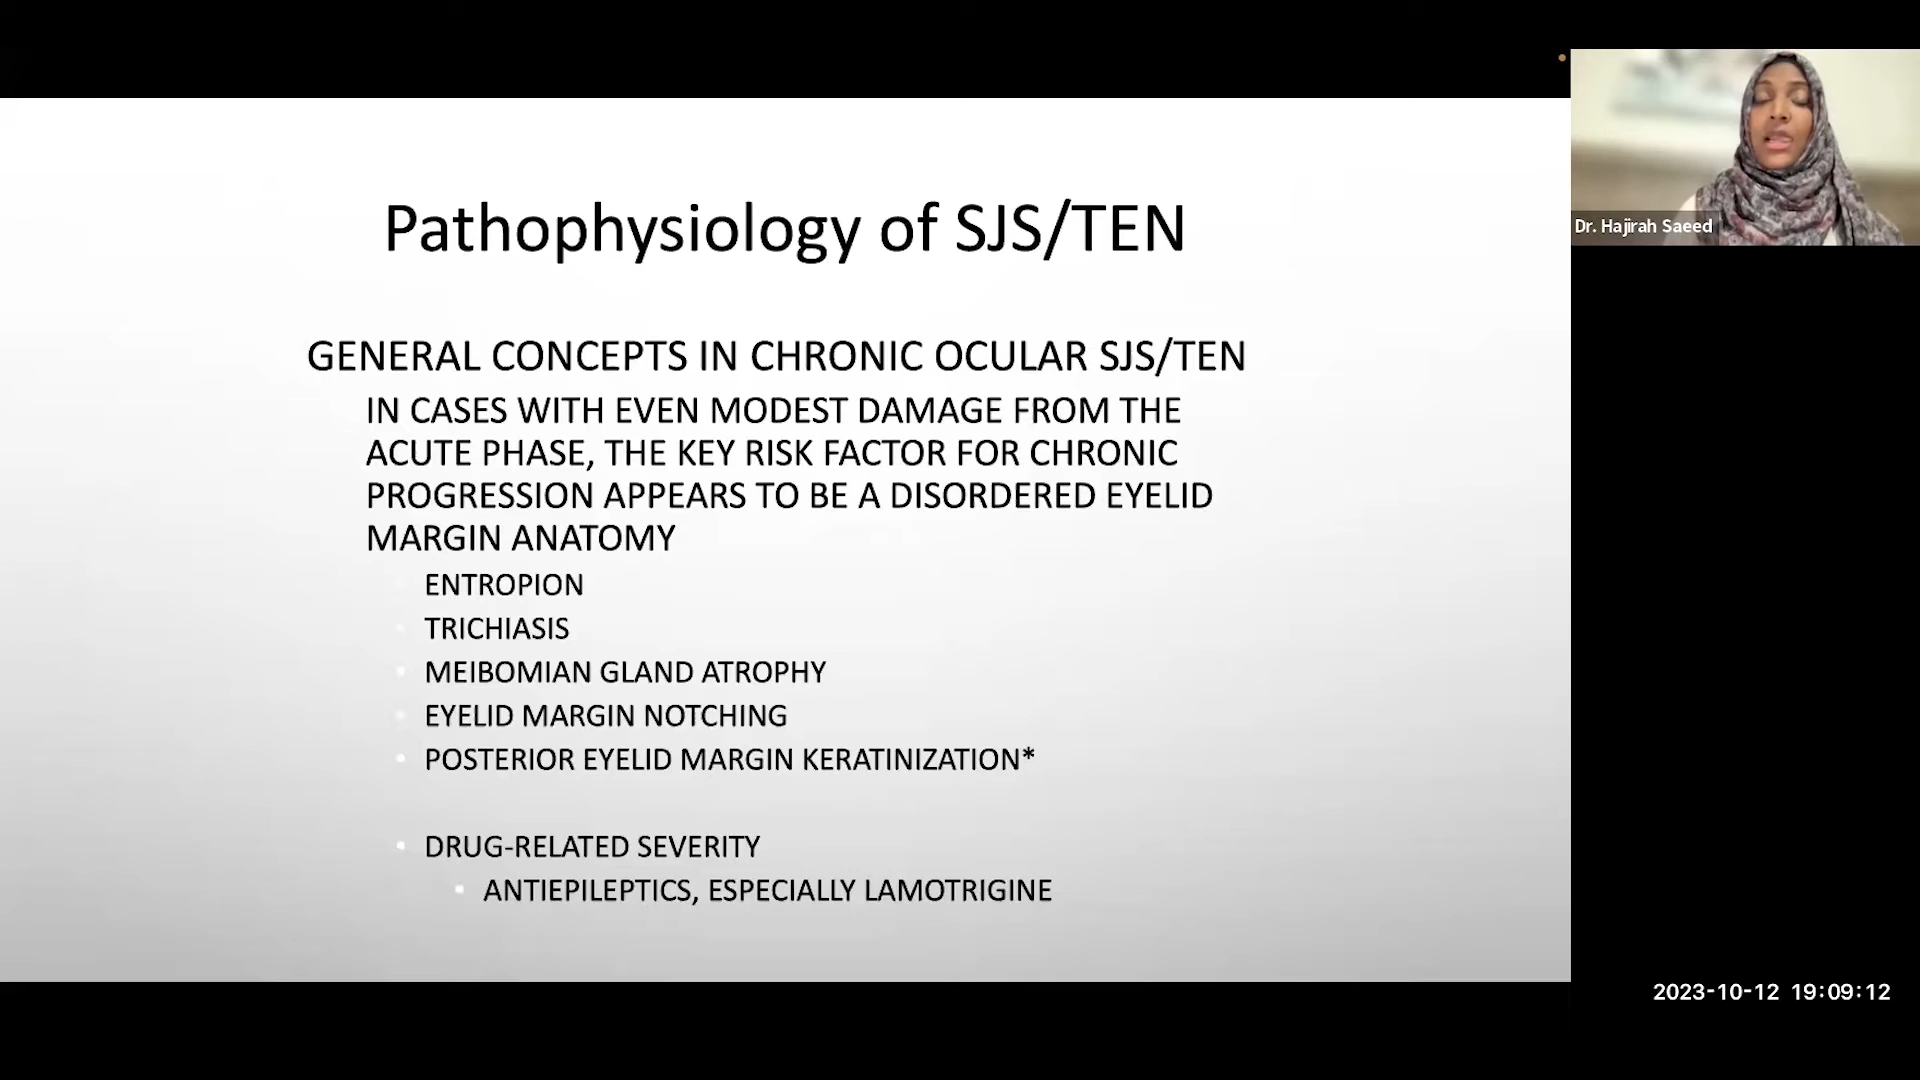 Pathophysiology of SJS/TEN
GENERAL CONCEPTS IN CHRONIC OCULAR SJS/TEN
IN CASES WITH EVEN MODEST DAMAGE FROM THE
ACUTE PHASE, THE KEY RISK FACTOR FOR CHRONIC
PROGRESSION APPEARS TO BE A DISORDERED EYELID
MARGIN ANATOMY
ENTROPION
TRICHIASIS
MEIBOMIAN GLAND ATROPHY
EYELID MARGIN NOTCHING
POSTERIOR EYELID MARGIN KERATINIZATION*
DRUG-RELATED SEVERITY
ANTIEPILEPTICS, ESPECIALLY LAMOTRIGINE
Dr. Hajirah Saeed
2023-10-12 19:09:12